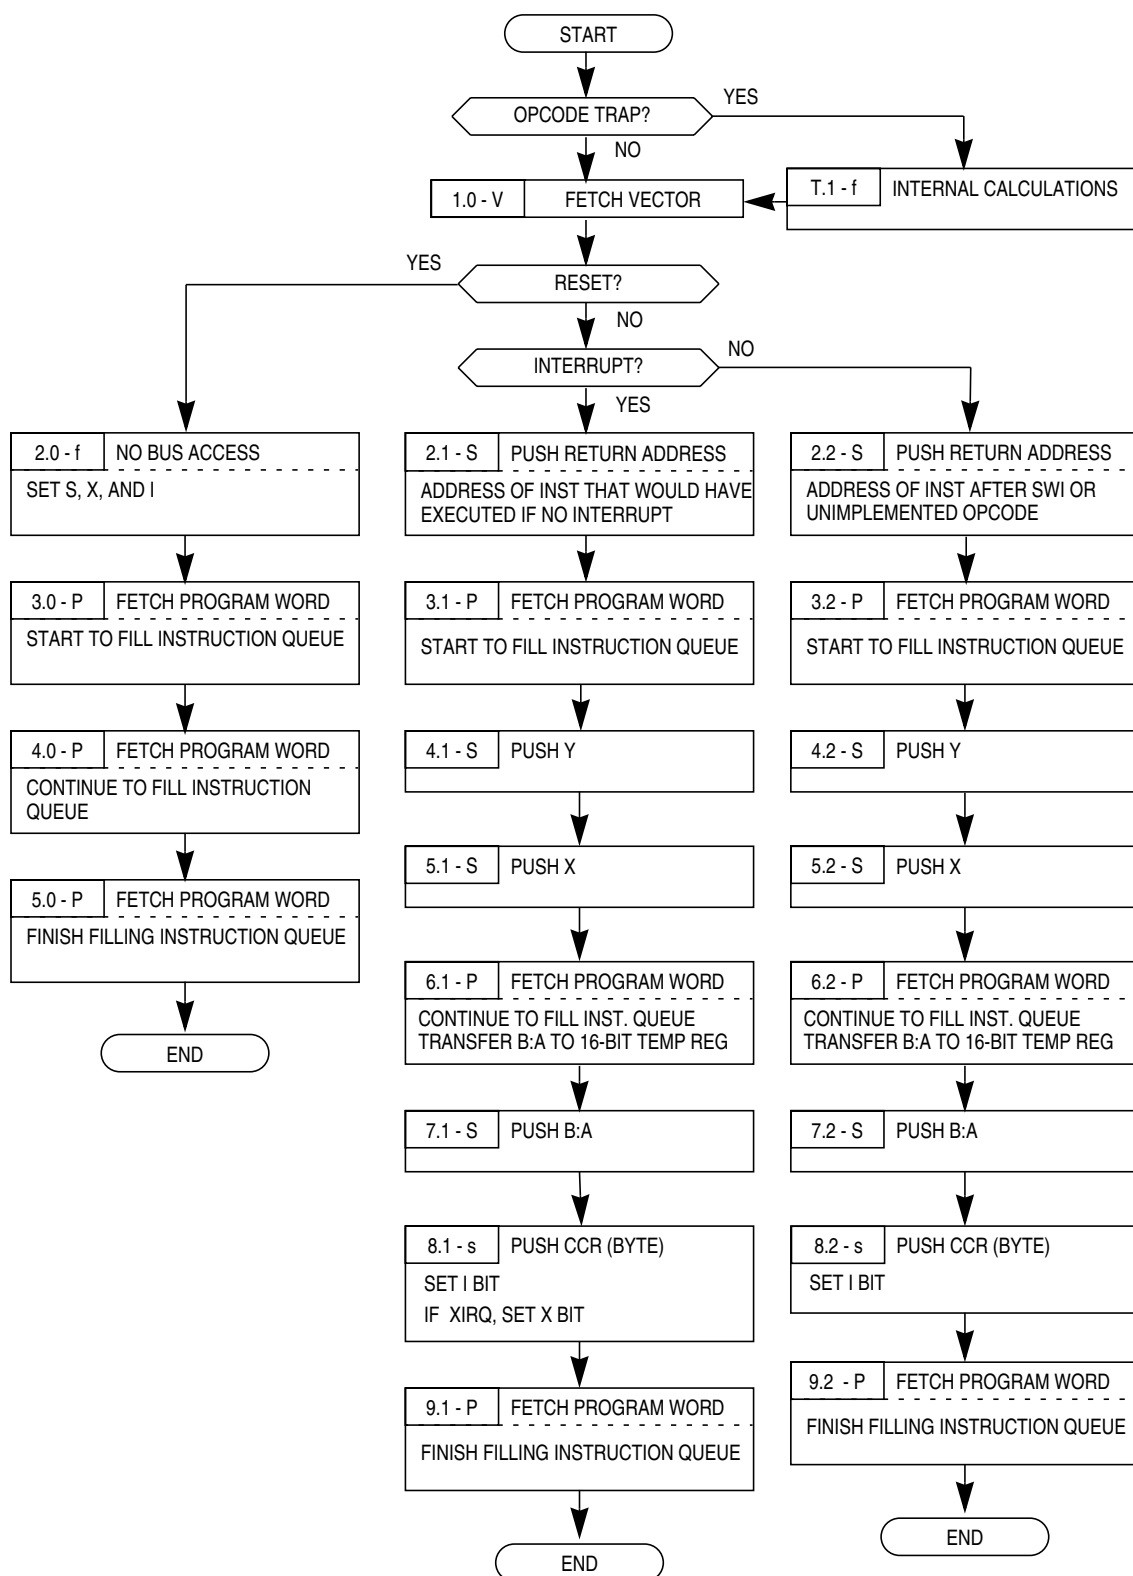 START
OPCODE TRAP?
YES
NO
T.1 - f INTERNAL CALCULATIONS
1.0 - V FETCH VECTOR
YES
RESET?
NO
INTERRUPT?
NO
YES
2.0 - f NO BUS ACCESS
SET S, X, AND I
3.0 - P FETCH PROGRAM WORD
START TO FILL INSTRUCTION QUEUE
4.0 - P FETCH PROGRAM WORD
CONTINUE TO FILL INSTRUCTION
QUEUE
5.0 - P FETCH PROGRAM WORD
FINISH FILLING INSTRUCTION QUEUE
END
2.1 - S PUSH RETURN ADDRESS
ADDRESS OF INST THAT WOULD HAVE
EXECUTED IF NO INTERRUPT
3.1 - P FETCH PROGRAM WORD
START TO FILL INSTRUCTION QUEUE
4.1 - S PUSH Y
5.1 - S PUSH X
6.1 - P FETCH PROGRAM WORD
CONTINUE TO FILL INST. QUEUE
TRANSFER B:A TO 16-BIT TEMP REG
7.1 - S PUSH B:A
8.1 - s PUSH CCR (BYTE)
SET I BIT
IF XIRQ, SET X BIT
9.1 - P FETCH PROGRAM WORD
FINISH FILLING INSTRUCTION QUEUE
END
2.2 - S PUSH RETURN ADDRESS
ADDRESS OF INST AFTER SWI OR
UNIMPLEMENTED OPCODE
3.2 - P FETCH PROGRAM WORD
START TO FILL INSTRUCTION QUEUE
4.2 - S PUSH Y
5.2 - S PUSH X
6.2 - P FETCH PROGRAM WORD
CONTINUE TO FILL INST. QUEUE
TRANSFER B:A TO 16-BIT TEMP REG
7.2 - S PUSH B:A
8.2 - s PUSH CCR (BYTE)
SET I BIT
9.2 - P FETCH PROGRAM WORD
FINISH FILLING INSTRUCTION QUEUE
END